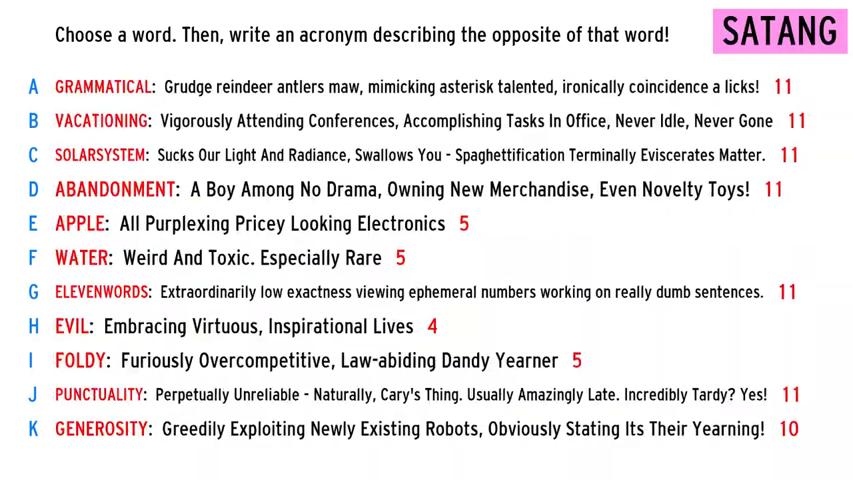 Choose a word. Then, write an acronym describing the opposite of that word! SATANG
A GRAMMATICAL: Grudge reindeer antlers maw, mimicking asterisk talented, ironically coincidence a licks! 11
B VACATIONING: Vigorously Attending Conferences, Accomplishing Tasks In Office, Never Idle, Never Gone 11
C SOLARSYSTEM: Sucks Our Light And Radiance, Swallows You - Spaghettification Terminally Eviscerates Matter. 11
D ABANDONMENT: A Boy Among No Drama, Owning New Merchandise, Even Novelty Toys! 11
E APPLE: All Purplexing Pricey Looking Electronics 5
F WATER: Weird And Toxic. Especially Rare 5
G ELEVENWORDS: Extraordinarily low exactness viewing ephemeral numbers working on really dumb sentences. 11
H EVIL: Embracing Virtuous, Inspirational Lives 4
I FOLDY: Furiously Overcompetitive, Law-abiding Dandy Yearner 5
J PUNCTUALITY: Perpetually Unreliable - Naturally, Cary's Thing. Usually Amazingly Late. Incredibly Tardy? Yes! 11
K GENEROSITY: Greedily Exploiting Newly Existing Robots, Obviously Stating Its Their Yearning! 10